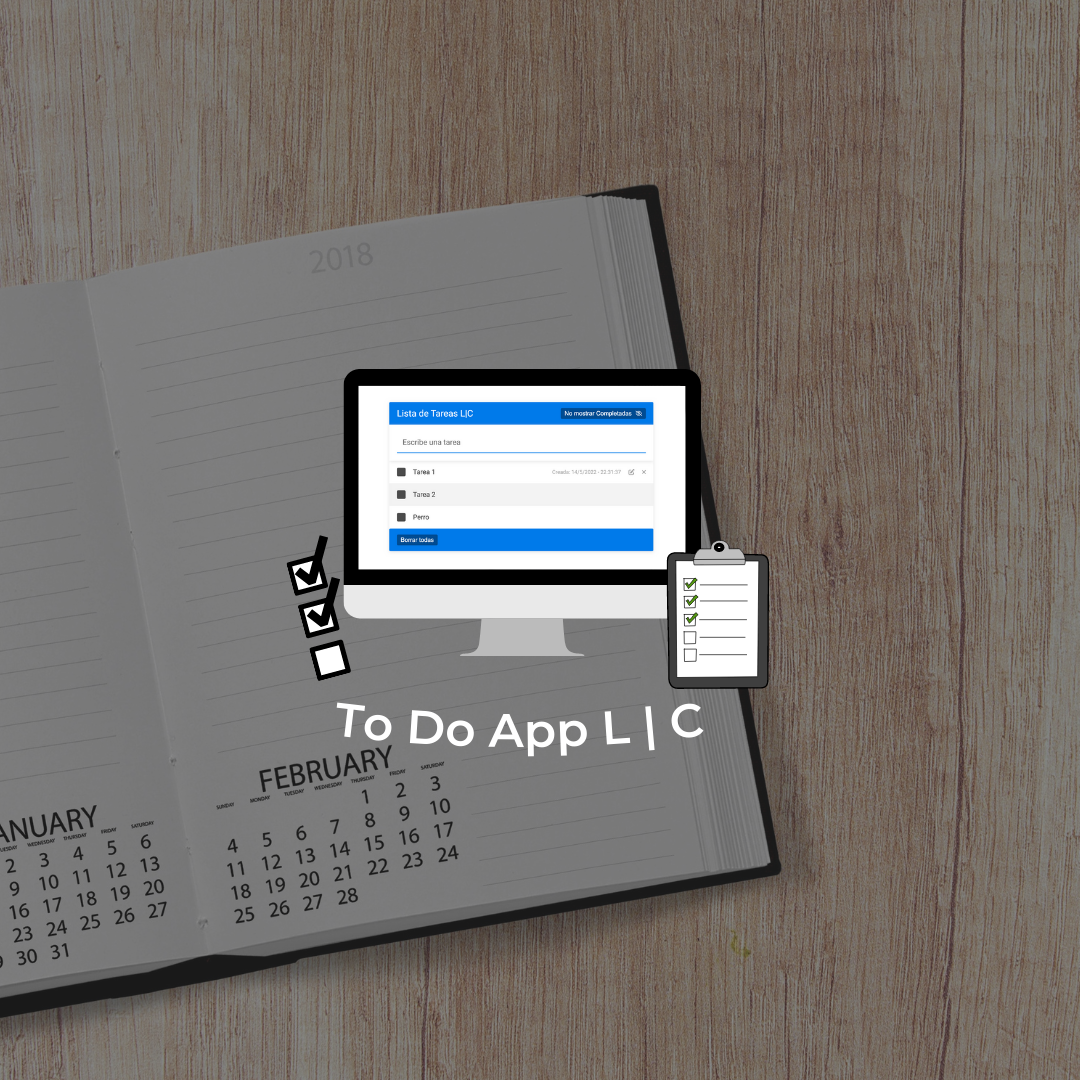 2018
Lista de Tareas L|C No mostrar Completadas
Escribe una tarea
Tarea 1 Creada: 14/5/2022 - 22:31:37
Tarea 2
Perro
Borrar todas
To Do App L | C
FEBRUARY
SUNDAY MONDAY TUESDAY WEDNESDAY THURSDAY FRIDAY SATURDAY
1 2 3
4 5 6 7 8 9 10
11 12 13 14 15 16 17
18 19 20 21 22 23 24
25 26 27 28
ANUARY
WEDNESDAY THURSDAY FRIDAY SATURDAY
2 3 4 5 6
9 10 11 12 13
16 17 18 19 20
23 24 25 26 27
30 31